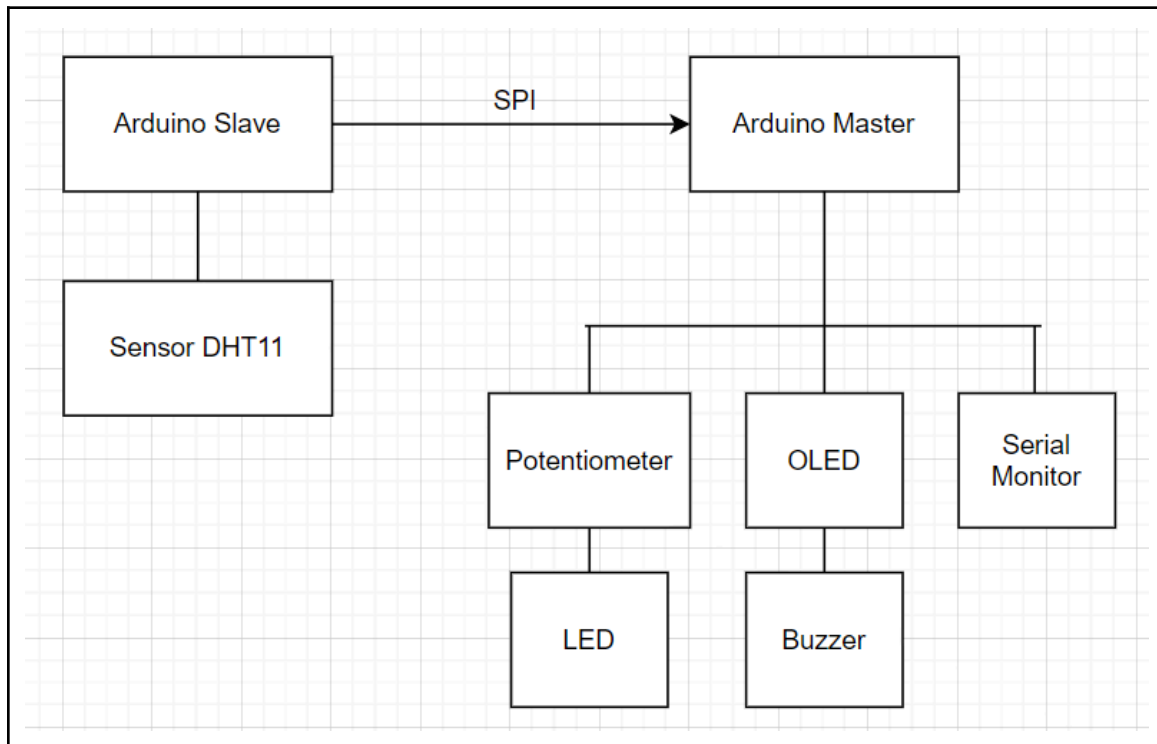 SPI
Arduino Slave
Arduino Master
Sensor DHT11
Potentiometer
OLED
Serial
Monitor
LED
Buzzer